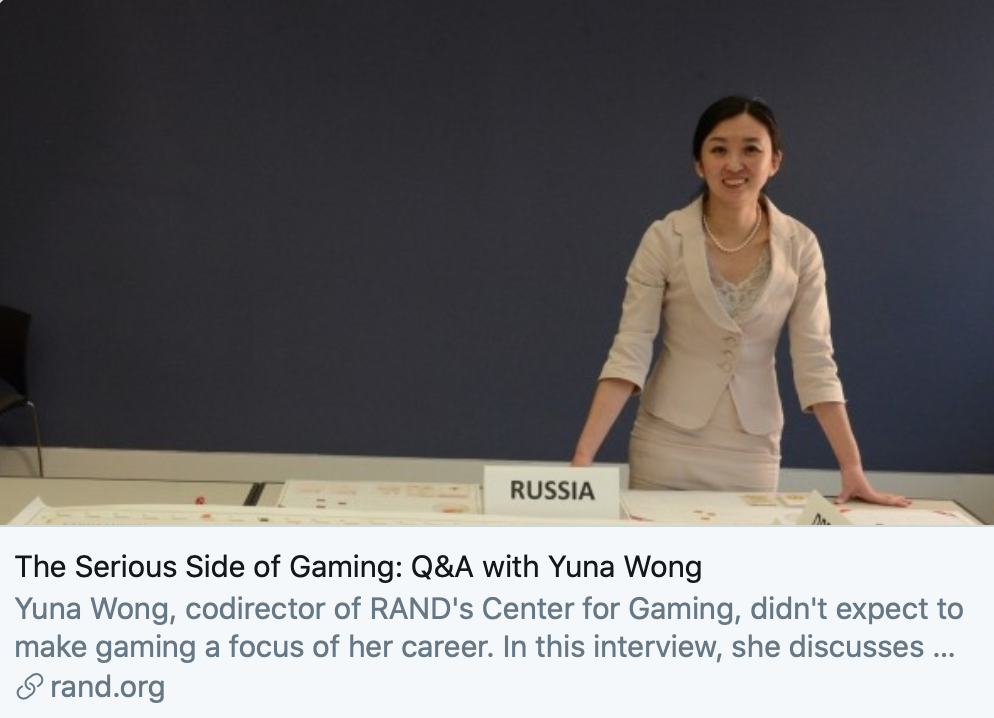 RUSSIA
The Serious Side of Gaming: Q&A with Yuna Wong
Yuna Wong, codirector of RAND's Center for Gaming, didn't expect to
make gaming a focus of her career. In this interview, she discusses ...
rand.org